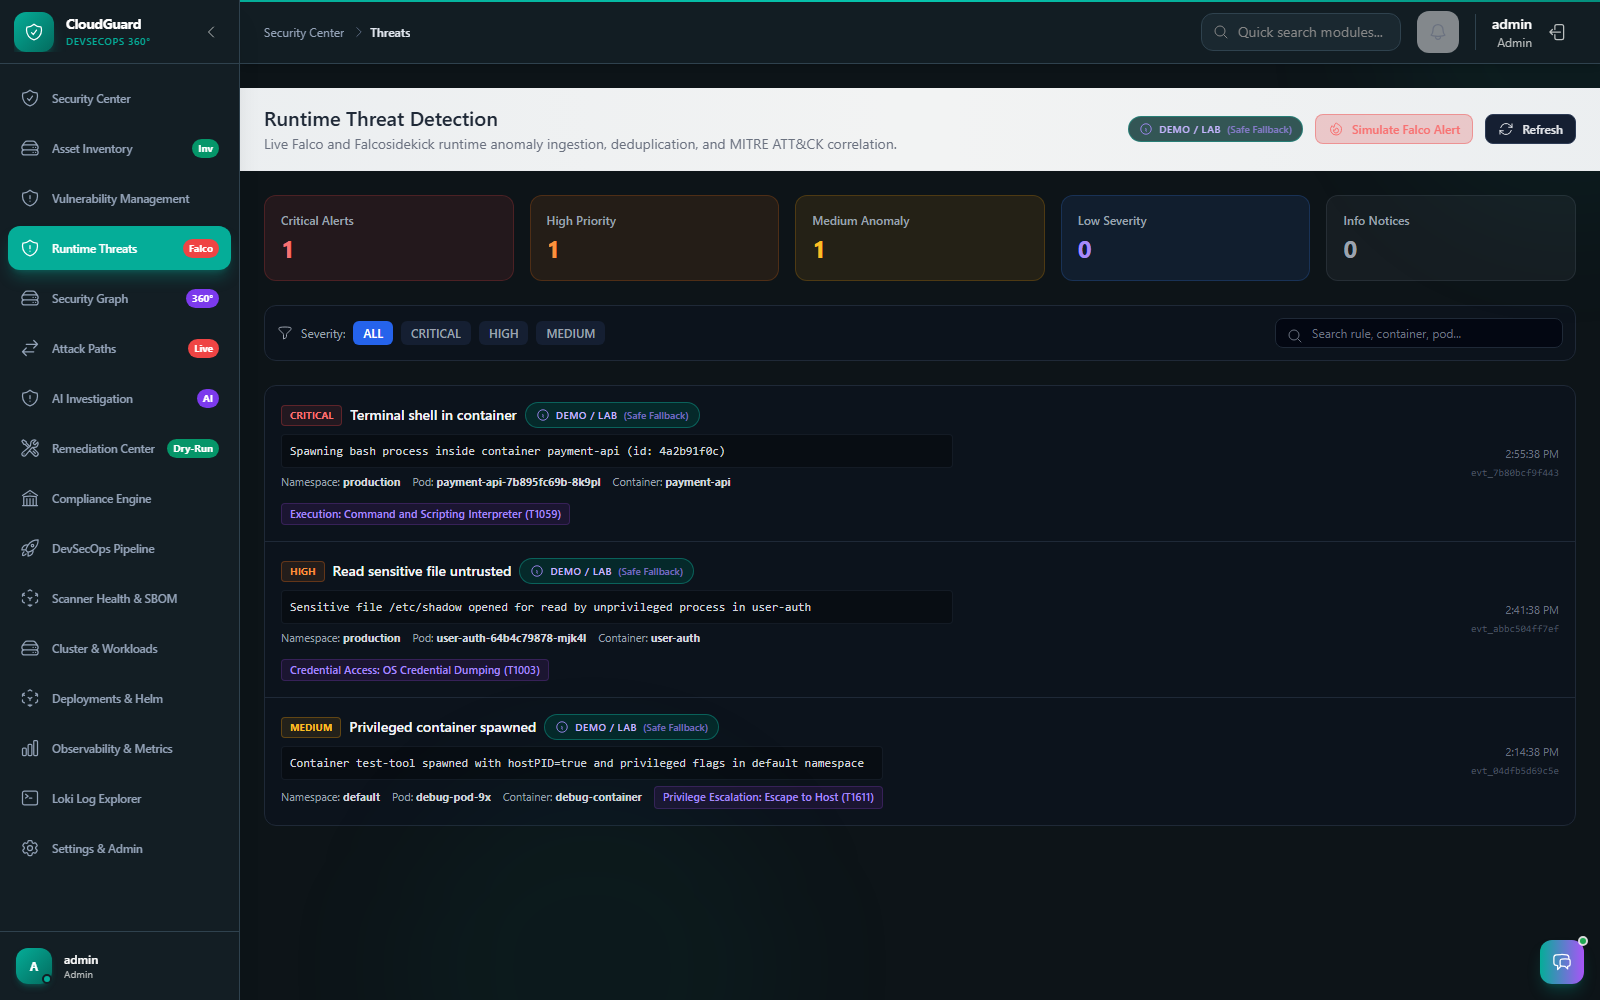 CloudGuard
DEVSECOPS 360°
Security Center
Asset Inventory Inv
Vulnerability Management
Runtime Threats Falco
Security Graph 360°
Attack Paths Live
AI Investigation AI
Remediation Center Dry-Run
Compliance Engine
DevSecOps Pipeline
Scanner Health & SBOM
Cluster & Workloads
Deployments & Helm
Observability & Metrics
Loki Log Explorer
Settings & Admin
A
admin
Admin
Security Center > Threats
Quick search modules...
admin
Admin
Runtime Threat Detection
Live Falco and Falcosidekick runtime anomaly ingestion, deduplication, and MITRE ATT&CK correlation.
DEMO / LAB (Safe Fallback)
Simulate Falco Alert
Refresh
Critical Alerts
1
High Priority
1
Medium Anomaly
1
Low Severity
0
Info Notices
0
Severity: ALL CRITICAL HIGH MEDIUM
Search rule, container, pod...
CRITICAL Terminal shell in container DEMO / LAB (Safe Fallback)
Spawning bash process inside container payment-api (id: 4a2b91f0c)
Namespace: production Pod: payment-api-7b895fc69b-8k9pl Container: payment-api
Execution: Command and Scripting Interpreter (T1059)
2:55:38 PM
evt_7b80bcf9f443
HIGH Read sensitive file untrusted DEMO / LAB (Safe Fallback)
Sensitive file /etc/shadow opened for read by unprivileged process in user-auth
Namespace: production Pod: user-auth-64b4c79878-mjk4l Container: user-auth
Credential Access: OS Credential Dumping (T1003)
2:41:38 PM
evt_abbc504ff7ef
MEDIUM Privileged container spawned DEMO / LAB (Safe Fallback)
Container test-tool spawned with hostPID=true and privileged flags in default namespace
Namespace: default Pod: debug-pod-9x Container: debug-container Privilege Escalation: Escape to Host (T1611)
2:14:38 PM
evt_04dfb5d69c5e